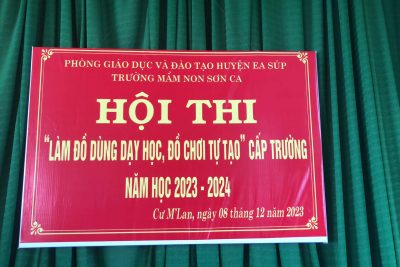 PHÒNG GIÁO DỤC VÀ ĐÀO TẠO HUYỆN EA SÚP
TRƯỜNG MẦM NON SƠN CA
HỘI THI
"LÀM ĐỒ DÙNG DẠY HỌC, ĐỒ CHƠI TỰ TẠO" CẤP TRƯỜNG
NĂM HỌC 2023 - 2024
Cư M'Lan, ngày 08 tháng 12 năm 2023